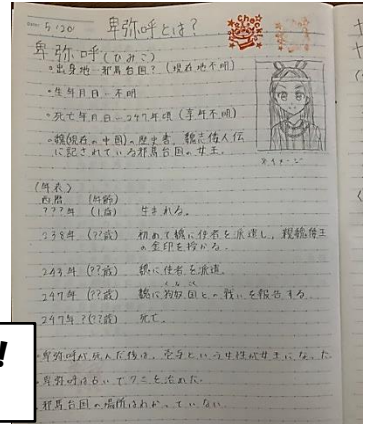 5/20
卑弥呼とは?
卑弥呼(ひみこ)
・出身地…邪馬台国?(現在地不明)
・生年月日…不明
・死亡年月日…247年頃(享年不明)
・魏(現在の中国)の歴史書、魏志倭人伝
に記されている邪馬台国の女王。
※イメージ
(年表)
西暦 (年齢)
???年 (1歳) 生まれる。
238年 (??歳) 初めて魏に使者を派遣し、親魏倭王
の金印を授かる。
243年 (??歳) 魏に使者を派遣。
247年 (??歳) 魏に狗奴国との戦いを報告する。
247年?(??歳) 死亡。
・卑弥呼が死んだ後は、壱与という女性が女王になった。
・卑弥呼は占いでクニを治めた。
・邪馬台国の場所はわかっていない。
!